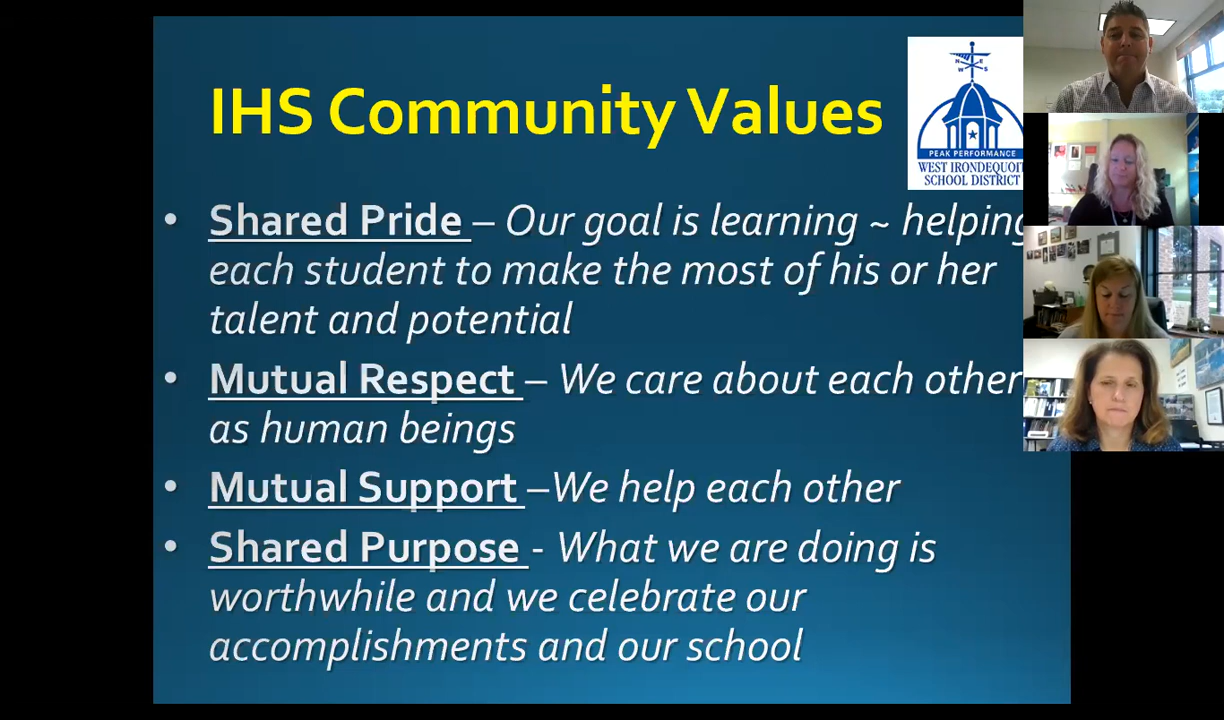 IHS Community Values
N E
W S
PEAK PERFORMANCE
WEST IRONDEQUOIT
SCHOOL DISTRICT
• Shared Pride – Our goal is learning ~ helping
each student to make the most of his or her
talent and potential
• Mutual Respect – We care about each other
as human beings
• Mutual Support –We help each other
• Shared Purpose - What we are doing is
worthwhile and we celebrate our
accomplishments and our school